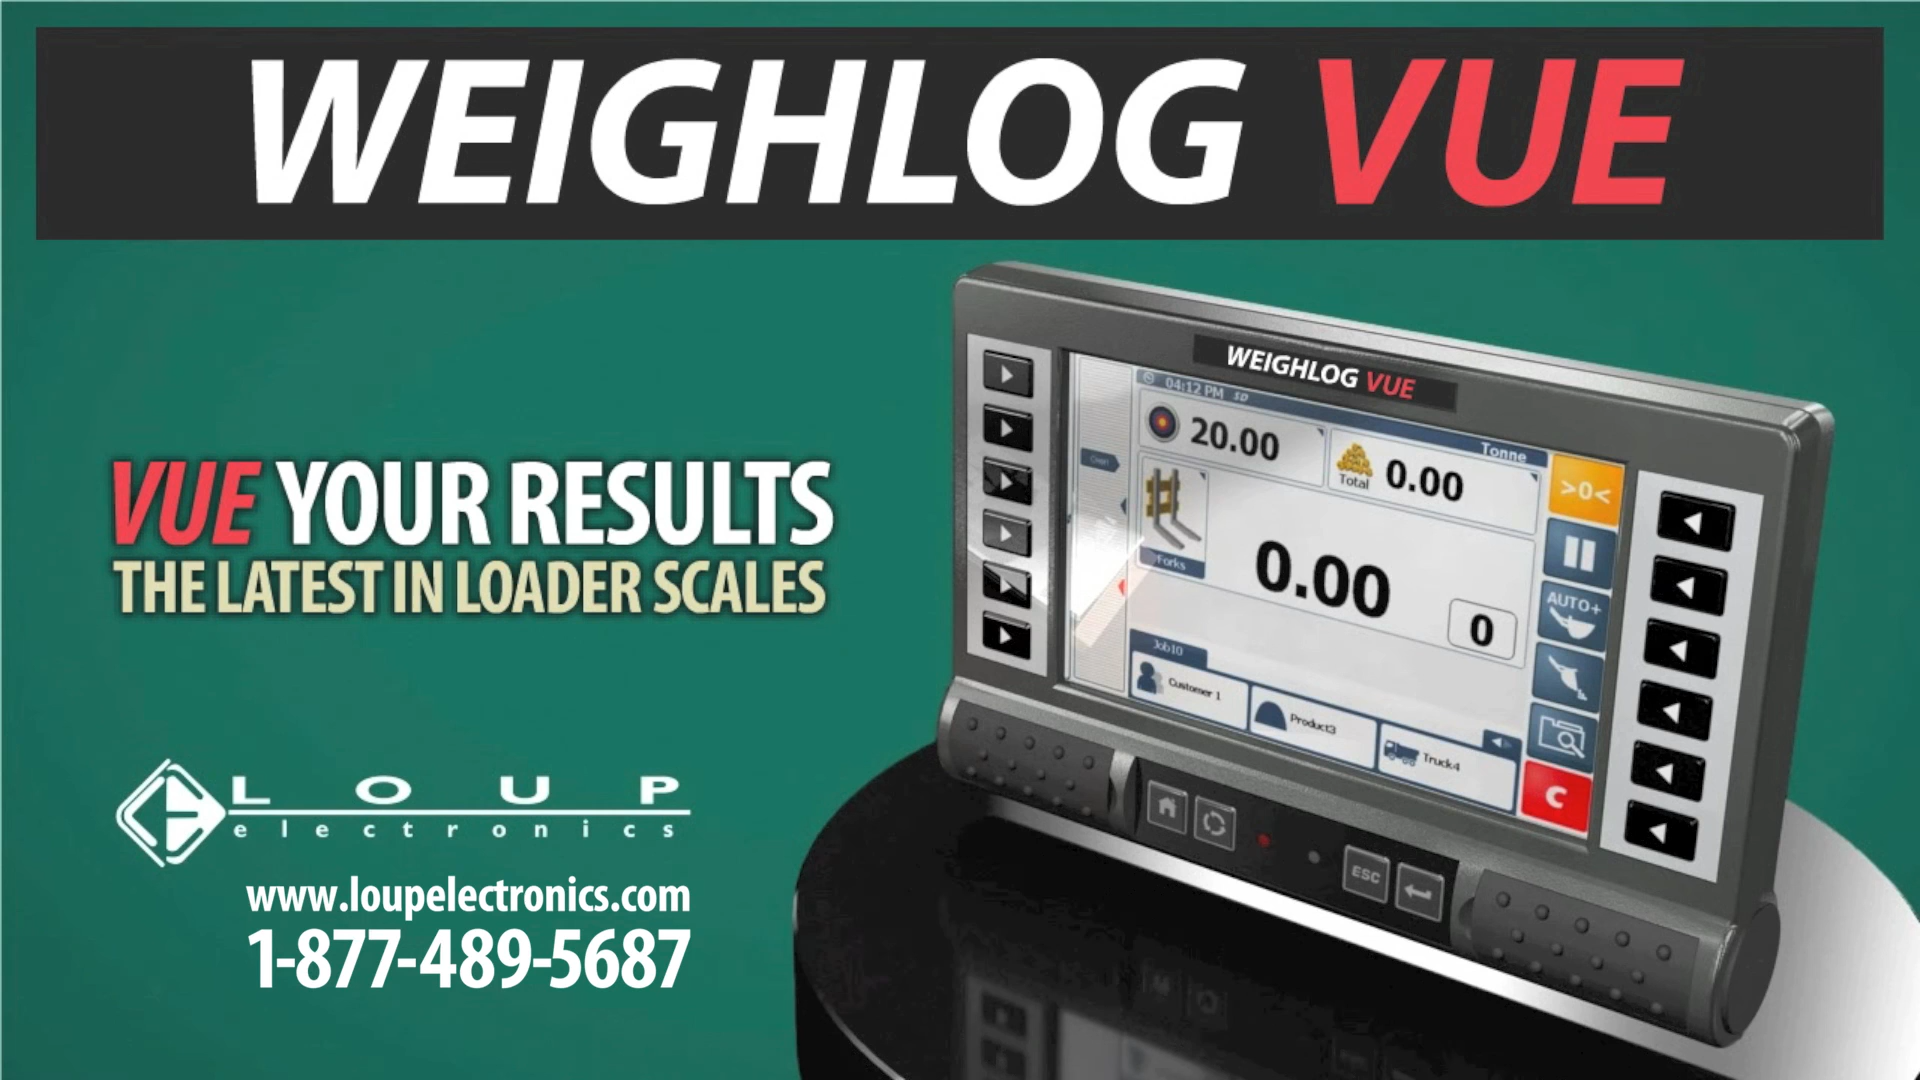 WEIGHLOG VUE
WEIGHLOG VUE
04:12 PM SD
Tonne
20.00
Total 0.00
>0<
Forks
0.00
0
AUTO+
Job10
Customer 1
Product3
Truck4
C
ESC
VUE YOUR RESULTS
THE LATEST IN LOADER SCALES
LOUP
electronics
www.loupelectronics.com
1-877-489-5687